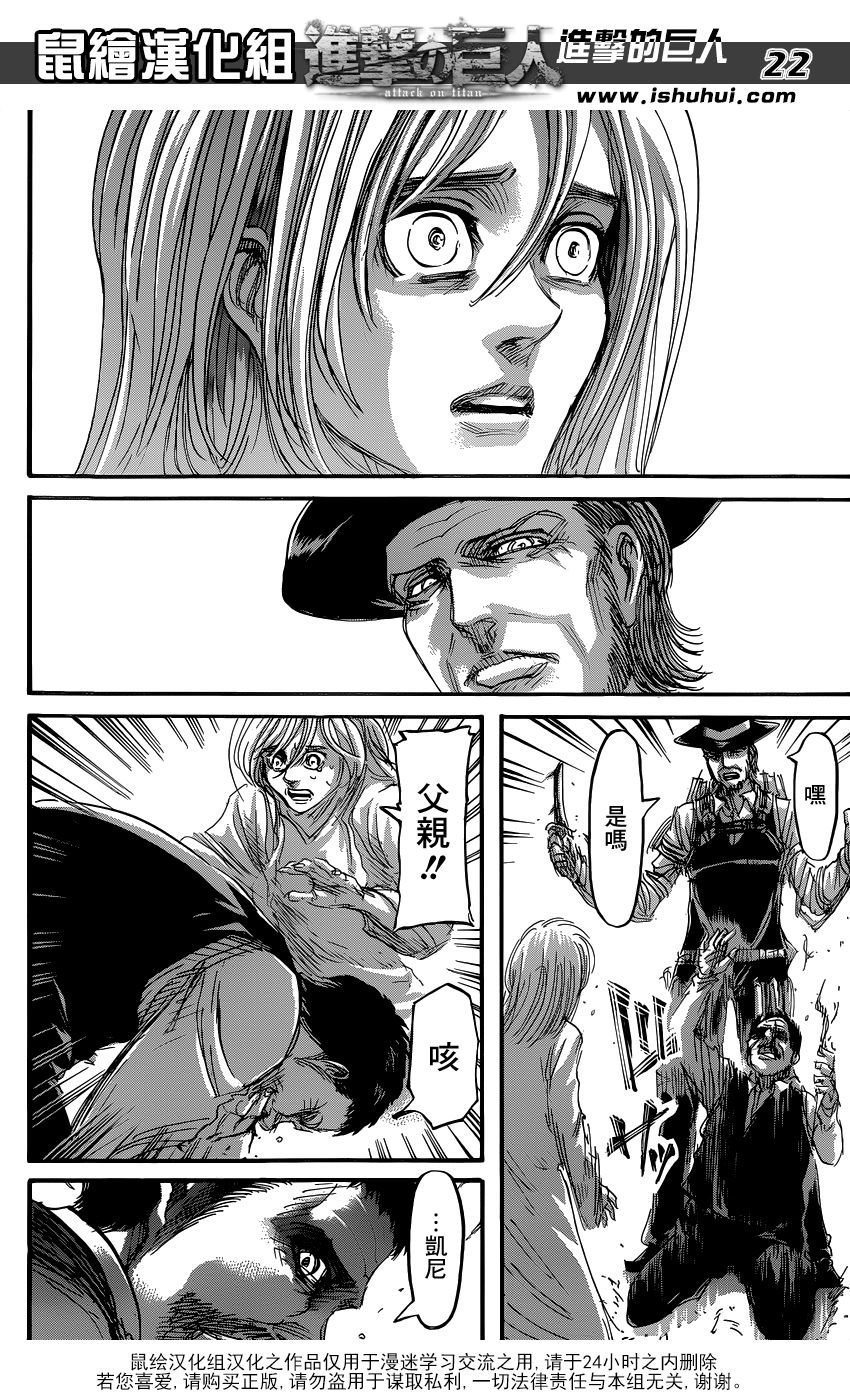 鼠繪漢化組
進撃の巨人
attack on titan
進擊的巨人
22
www.ishuhui.com
嘿
是嗎
父親!!
咳
…凱尼
鼠绘汉化组汉化之作品仅用于漫迷学习交流之用,请于24小时之内删除
若您喜爱,请购买正版,请勿盗用于谋取私利,一切法律责任与本组无关,谢谢。